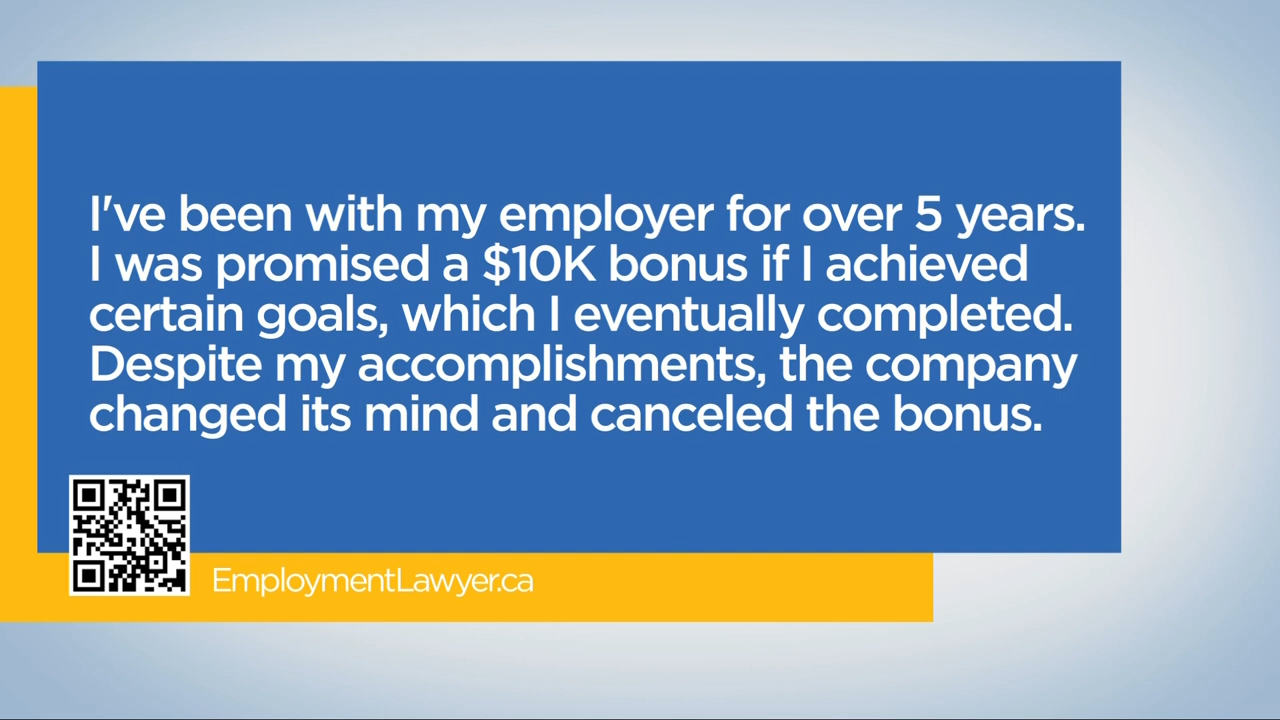 I've been with my employer for over 5 years.
I was promised a $10K bonus if I achieved
certain goals, which I eventually completed.
Despite my accomplishments, the company
changed its mind and canceled the bonus.
EmploymentLawyer.ca